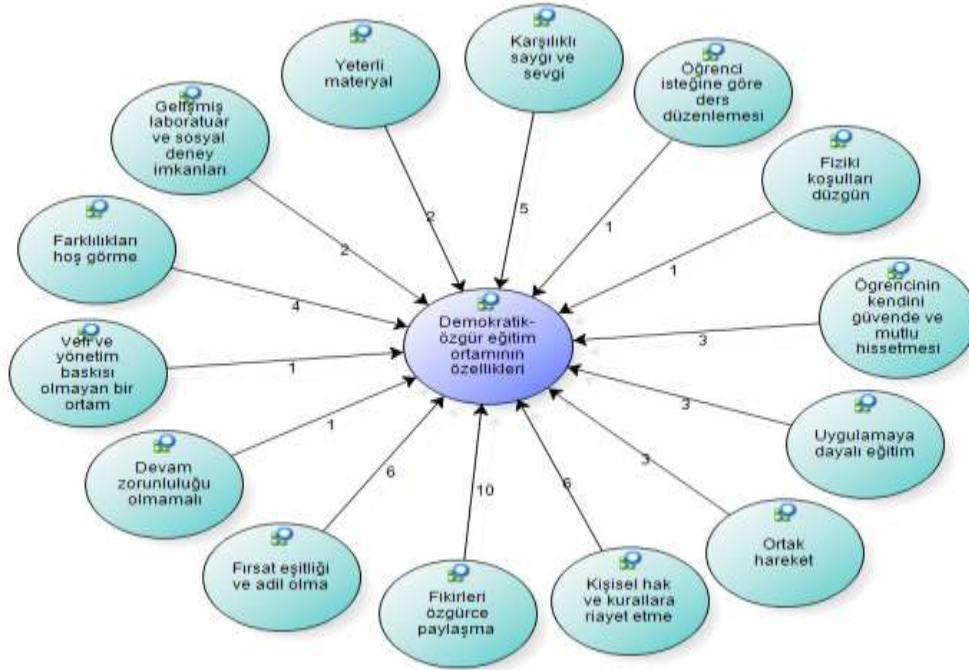 Karşılıklı
saygı ve
sevgi
Yeterli
materyal
Öğrenci
isteğine göre
ders
düzenlemesi
Gelişmiş
laboratuar
ve sosyal
deney
imkanları
Fiziki
koşulları
düzgün
2
5
1
2
1
Farklılıkları
hoş görme
4
Öğrencinin
kendini
güvende ve
mutlu
hissetmesi
3
Demokratik-
özgür eğitim
ortamının
özellikleri
Veli ve
yönetim
baskısı
olmayan bir
ortam
1
3
Uygulamaya
dayalı eğitim
1
Devam
zorunluluğu
olmamalı
6
10
6
3
Ortak
hareket
Fırsat eşitliği
ve adil olma
Fikirleri
özgürce
paylaşma
Kişisel hak
ve kurallara
riayet etme